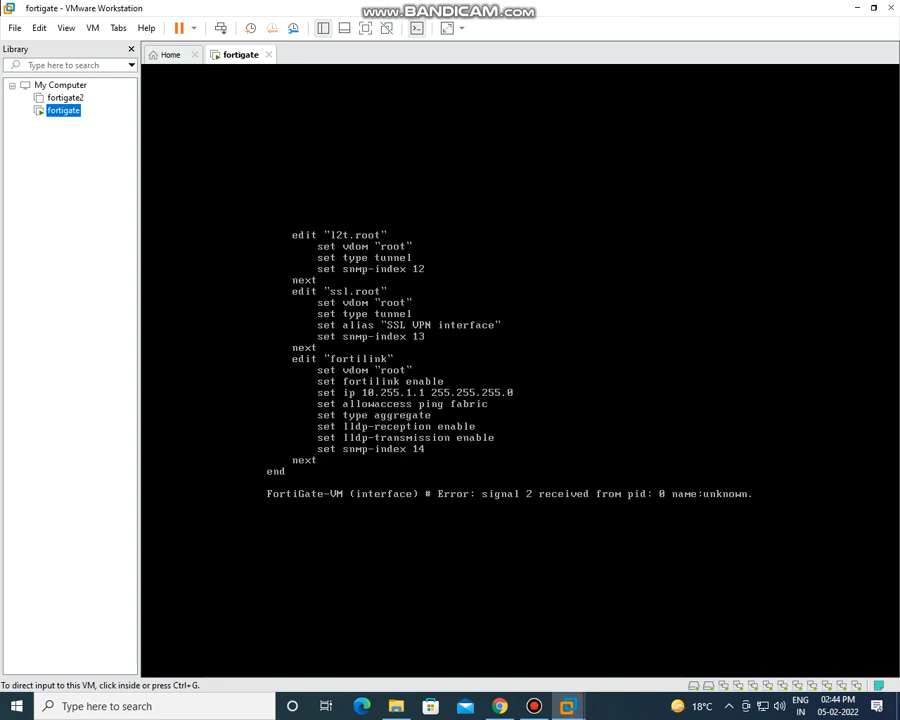 fortigate - VMware Workstation
www.BANDICAM.com
File Edit View VM Tabs Help
Library
Home
fortigate
Type here to search
My Computer
fortigate2
fortigate
edit "l2t.root"
set vdom "root"
set type tunnel
set snmp-index 12
next
edit "ssl.root"
set vdom "root"
set type tunnel
set alias "SSL VPN interface"
set snmp-index 13
next
edit "fortilink"
set vdom "root"
set fortilink enable
set ip 10.255.1.1 255.255.255.0
set allowaccess ping fabric
set type aggregate
set lldp-reception enable
set lldp-transmission enable
set snmp-index 14
next
end
FortiGate-VM (interface) # Error: signal 2 received from pid: 0 name:unknown.
To direct input to this VM, click inside or press Ctrl+G.
Type here to search
18°C
ENG
IN
02:44 PM
05-02-2022